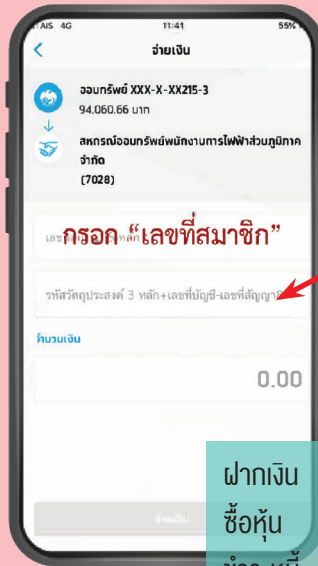 AIS 4G 11:41 55%
จ่ายเงิน
ออมทรัพย์ XXX-X-XX215-3
94,060.66 บาท
สหกรณ์ออมทรัพย์พนักงานการไฟฟ้าส่วนภูมิภาค
จำกัด
(7028)
กรอก “เลขที่สมาชิก”
รหัสวัตถุประสงค์ 3 หลัก+เลขที่บัญชี-เลขที่สัญญา
จำนวนเงิน
0.00
จ่ายเงิน
ฝากเงิน
ซื้อหุ้น